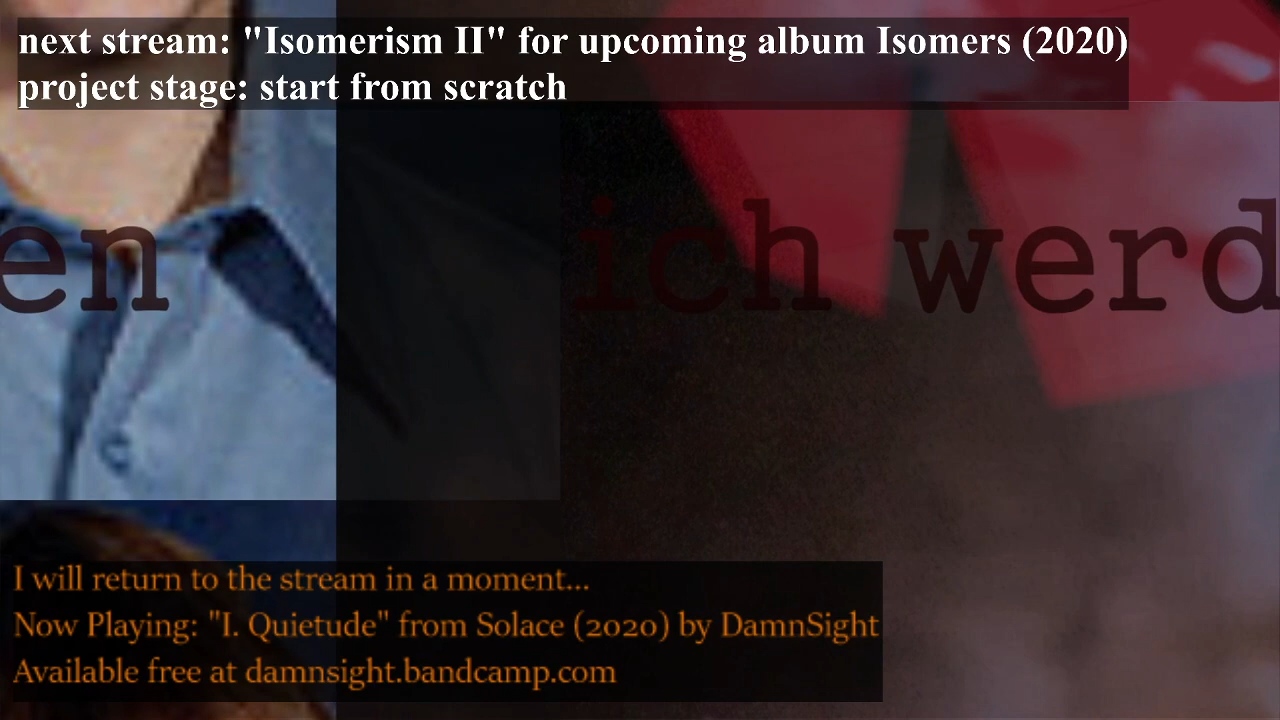 next stream: "Isomerism II" for upcoming album Isomers (2020)
project stage: start from scratch
en ich werd
I will return to the stream in a moment...
Now Playing: "I. Quietude" from Solace (2020) by DamnSight
Available free at damnsight.bandcamp.com